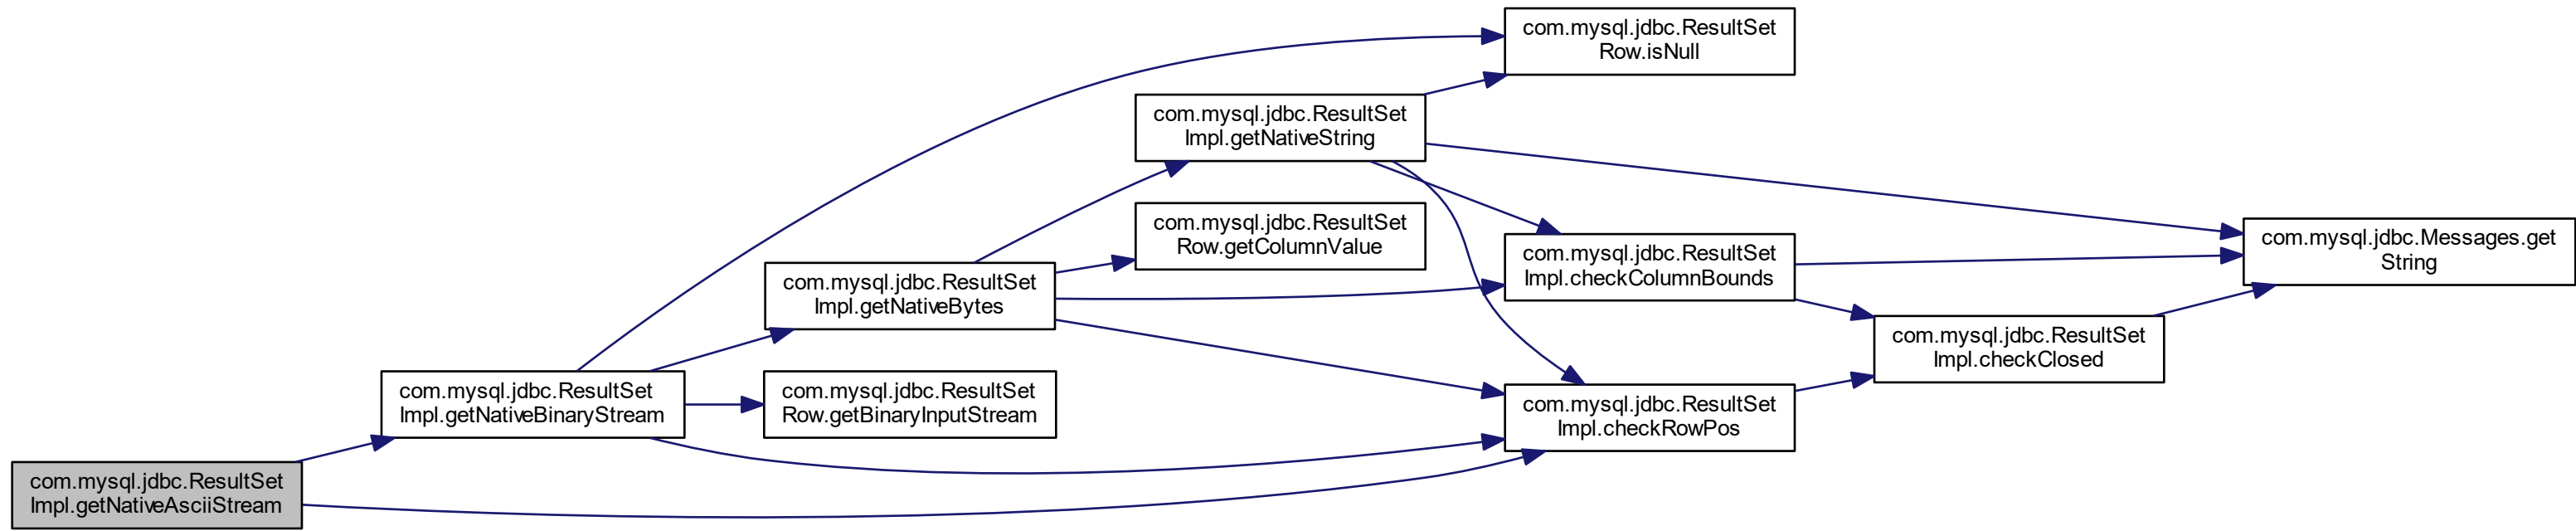 com.mysql.jdbc.ResultSet
Row.isNull
com.mysql.jdbc.ResultSet
Impl.getNativeString
com.mysql.jdbc.ResultSet
Row.getColumnValue
com.mysql.jdbc.Messages.get
String
com.mysql.jdbc.ResultSet
Impl.checkColumnBounds
com.mysql.jdbc.ResultSet
Impl.getNativeBytes
com.mysql.jdbc.ResultSet
Impl.checkClosed
com.mysql.jdbc.ResultSet
Impl.getNativeBinaryStream
com.mysql.jdbc.ResultSet
Row.getBinaryInputStream
com.mysql.jdbc.ResultSet
Impl.checkRowPos
com.mysql.jdbc.ResultSet
Impl.getNativeAsciiStream